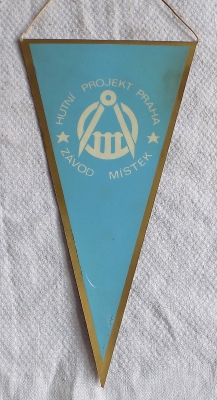 HUTNÍ PROJEKT PRAHA
ZÁVOD MÍSTEK